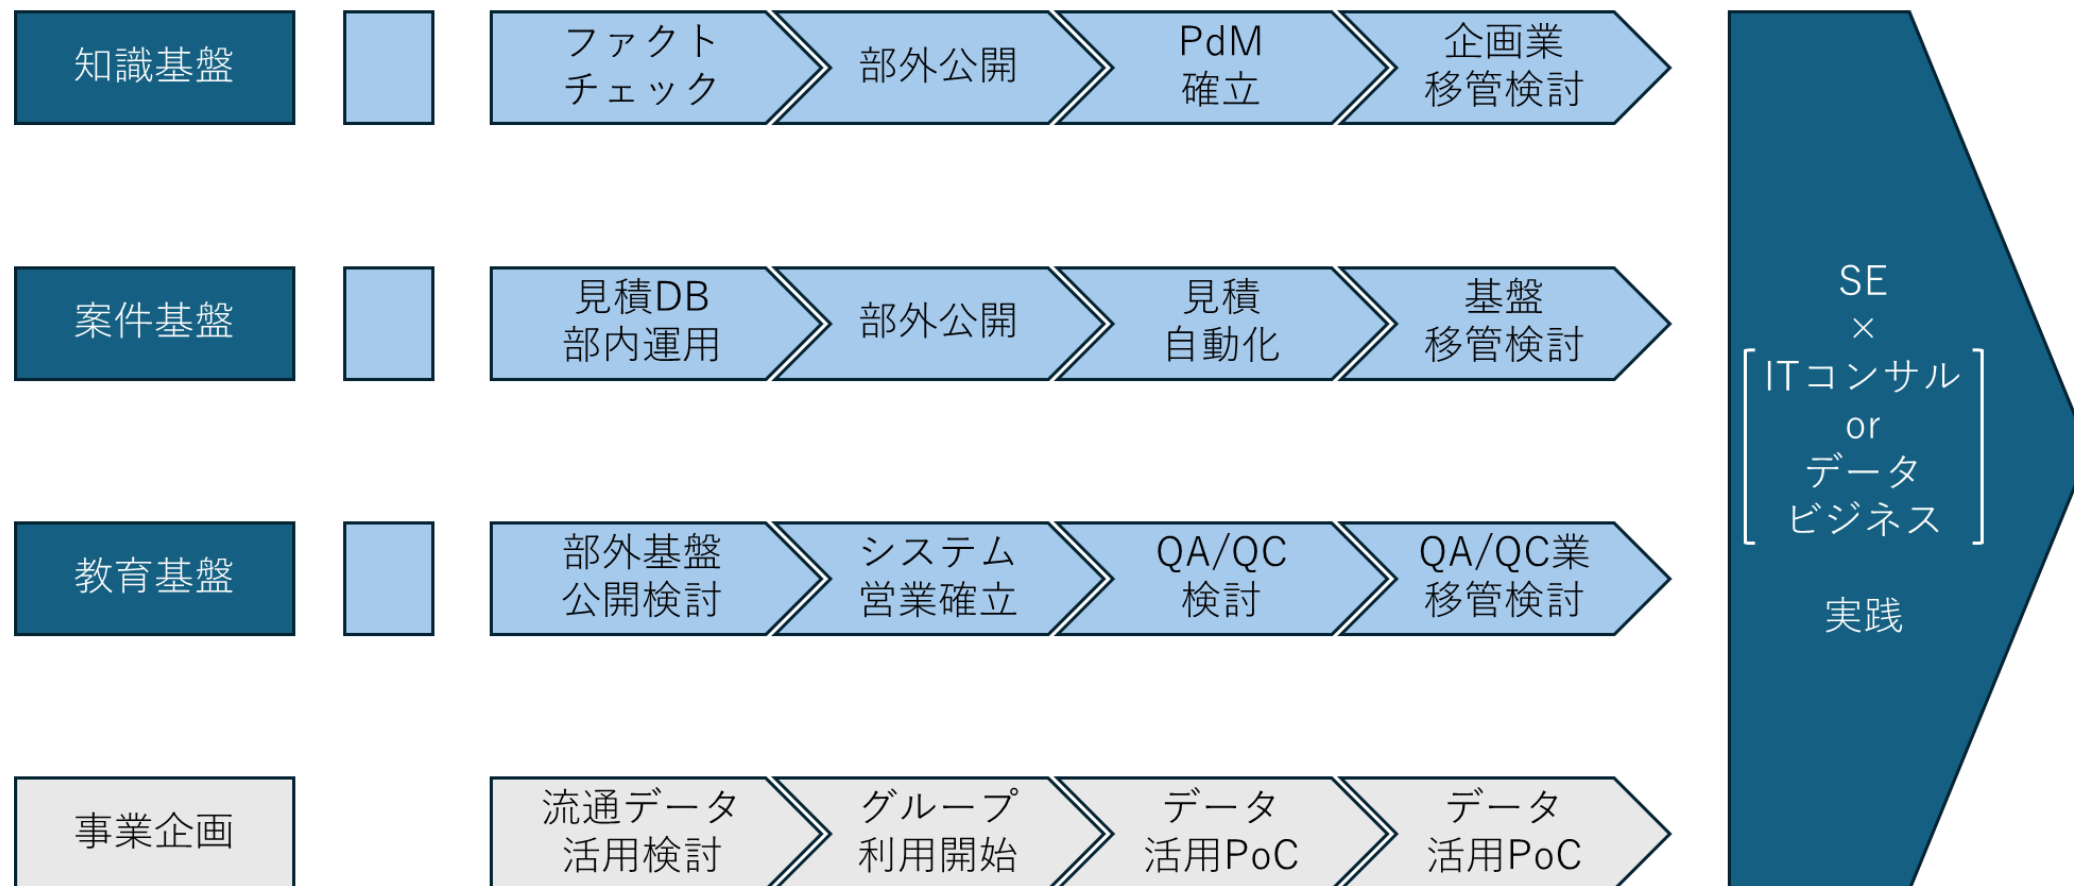 知識基盤
ファクト
チェック
部外公開
PdM
確立
企画業
移管検討
案件基盤
見積DB
部内運用
部外公開
見積
自動化
基盤
移管検討
教育基盤
部外基盤
公開検討
システム
営業確立
QA/QC
検討
QA/QC業
移管検討
事業企画
流通データ
活用検討
グループ
利用開始
データ
活用PoC
データ
活用PoC
SE
×
ITコンサル
or
データ
ビジネス
実践